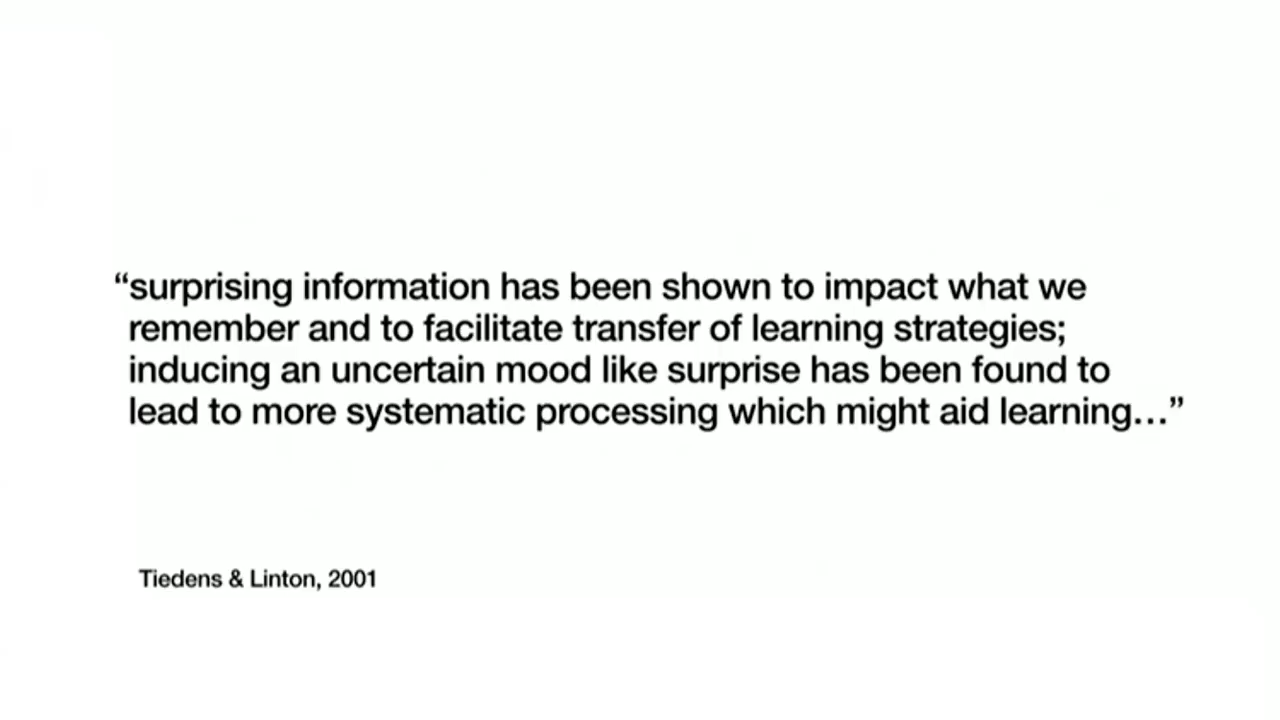 “surprising information has been shown to impact what we
remember and to facilitate transfer of learning strategies;
inducing an uncertain mood like surprise has been found to
lead to more systematic processing which might aid learning…”
Tiedens & Linton, 2001